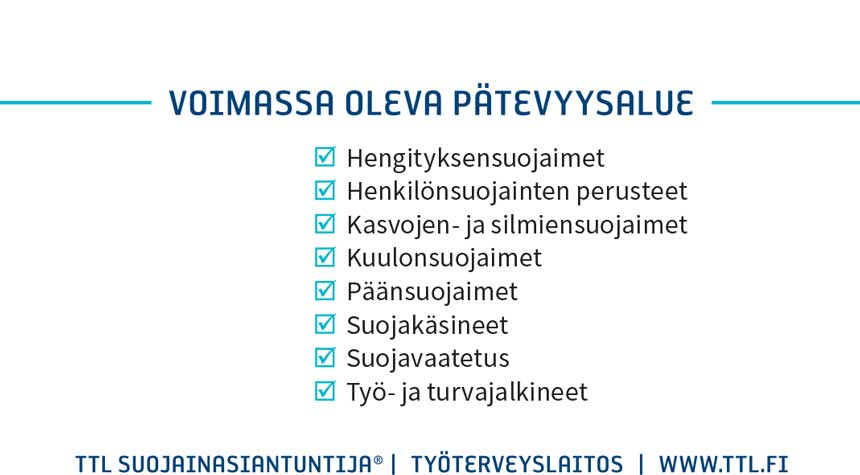 VOIMASSA OLEVA PÄTEVYYSALUE
Hengityksensuojaimet
Henkilönsuojainten perusteet
Kasvojen- ja silmiensuojaimet
Kuulonsuojaimet
Päänsuojaimet
Suojakäsineet
Suojavaatetus
Työ- ja turvajalkineet
TTL SUOJAINASIANTUNTIJA® | TYÖTERVEYSLAITOS | WWW.TTL.FI